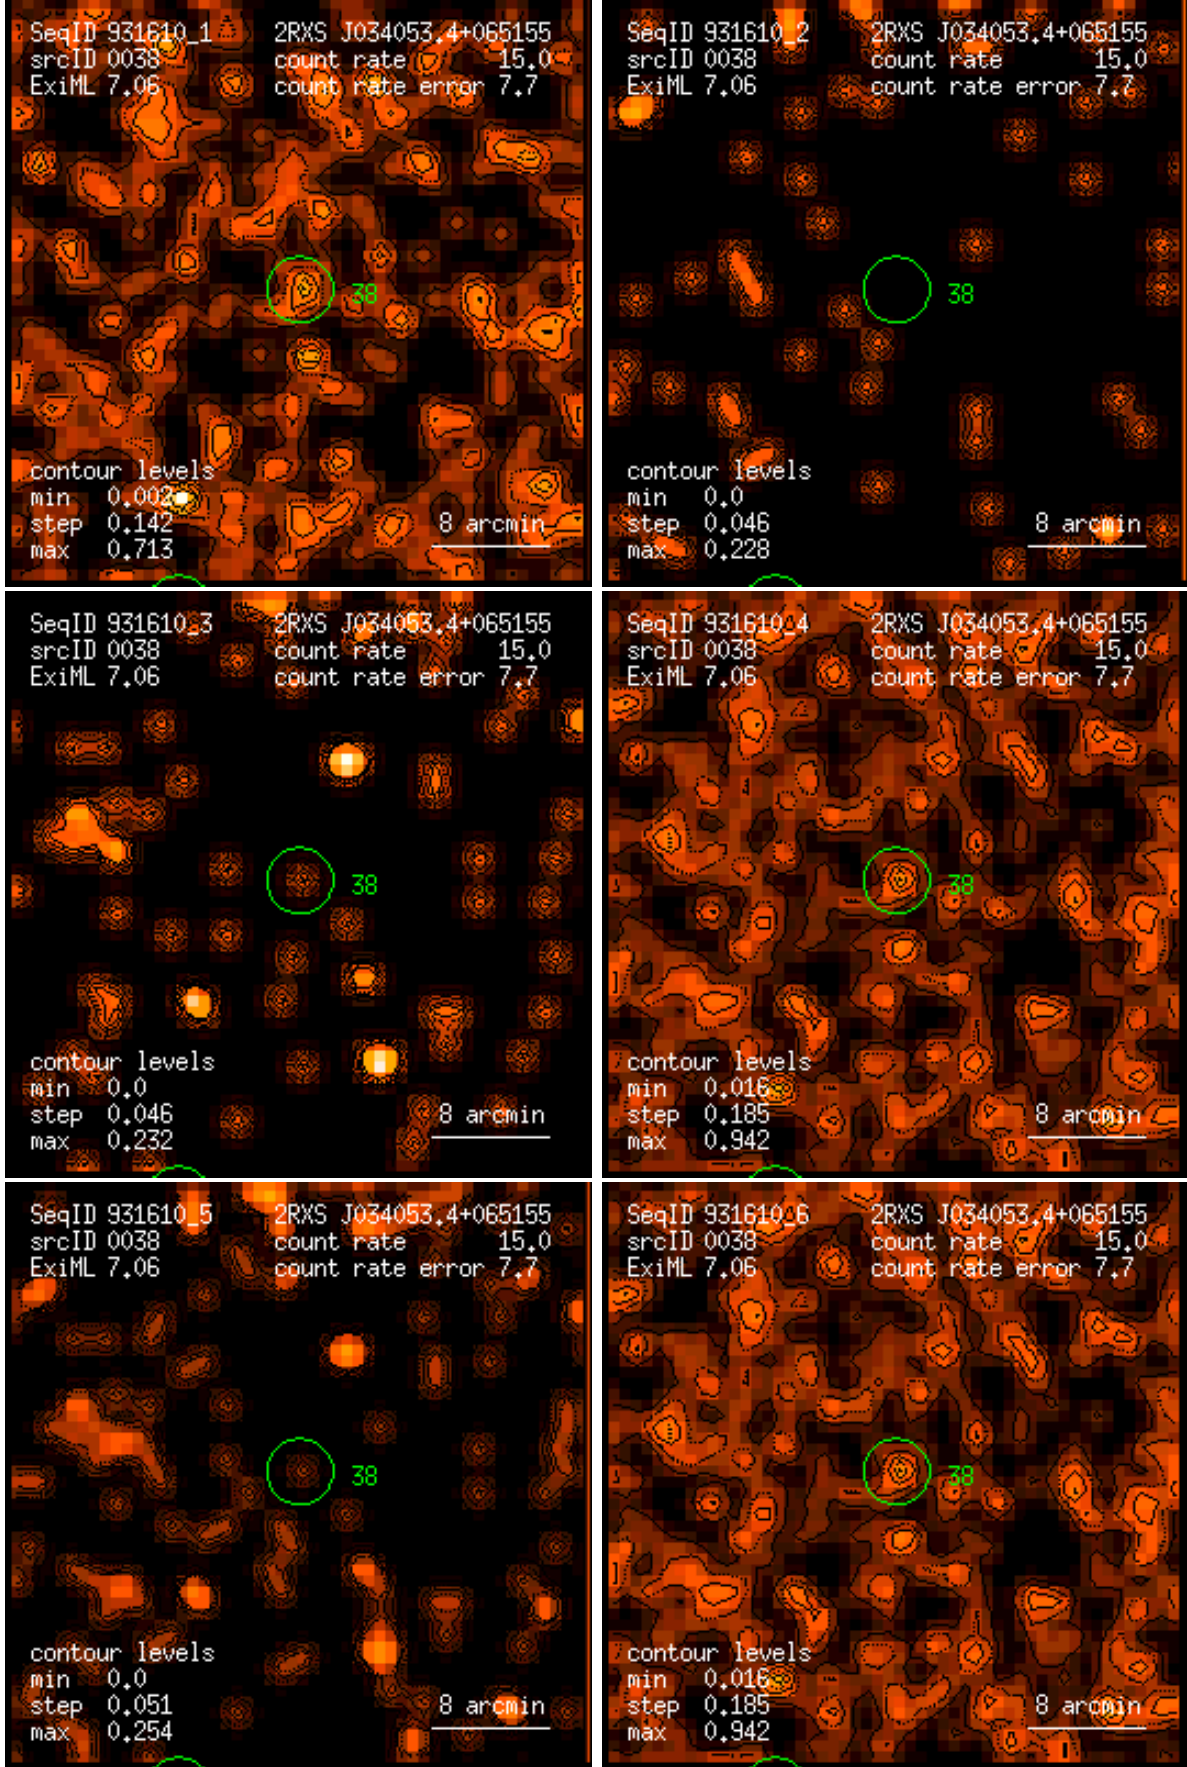 SeqID 931610_1 2RXS J034053.4+065155
srcID 0038 count rate 15.0
ExiML 7.06 count rate error 7.7
38
contour levels
min 0.002
step 0.142 8 arcmin
max 0.713
SeqID 931610_2 2RXS J034053.4+065155
srcID 0038 count rate 15.0
ExiML 7.06 count rate error 7.7
38
contour levels
min 0.0
step 0.046 8 arcmin
max 0.228
SeqID 931610_3 2RXS J034053.4+065155
srcID 0038 count rate 15.0
ExiML 7.06 count rate error 7.7
38
contour levels
min 0.0
step 0.046 8 arcmin
max 0.232
SeqID 931610_4 2RXS J034053.4+065155
srcID 0038 count rate 15.0
ExiML 7.06 count rate error 7.7
38
contour levels
min 0.016
step 0.185 8 arcmin
max 0.942
SeqID 931610_5 2RXS J034053.4+065155
srcID 0038 count rate 15.0
ExiML 7.06 count rate error 7.7
38
contour levels
min 0.0
step 0.051 8 arcmin
max 0.254
SeqID 931610_6 2RXS J034053.4+065155
srcID 0038 count rate 15.0
ExiML 7.06 count rate error 7.7
38
contour levels
min 0.016
step 0.185 8 arcmin
max 0.942